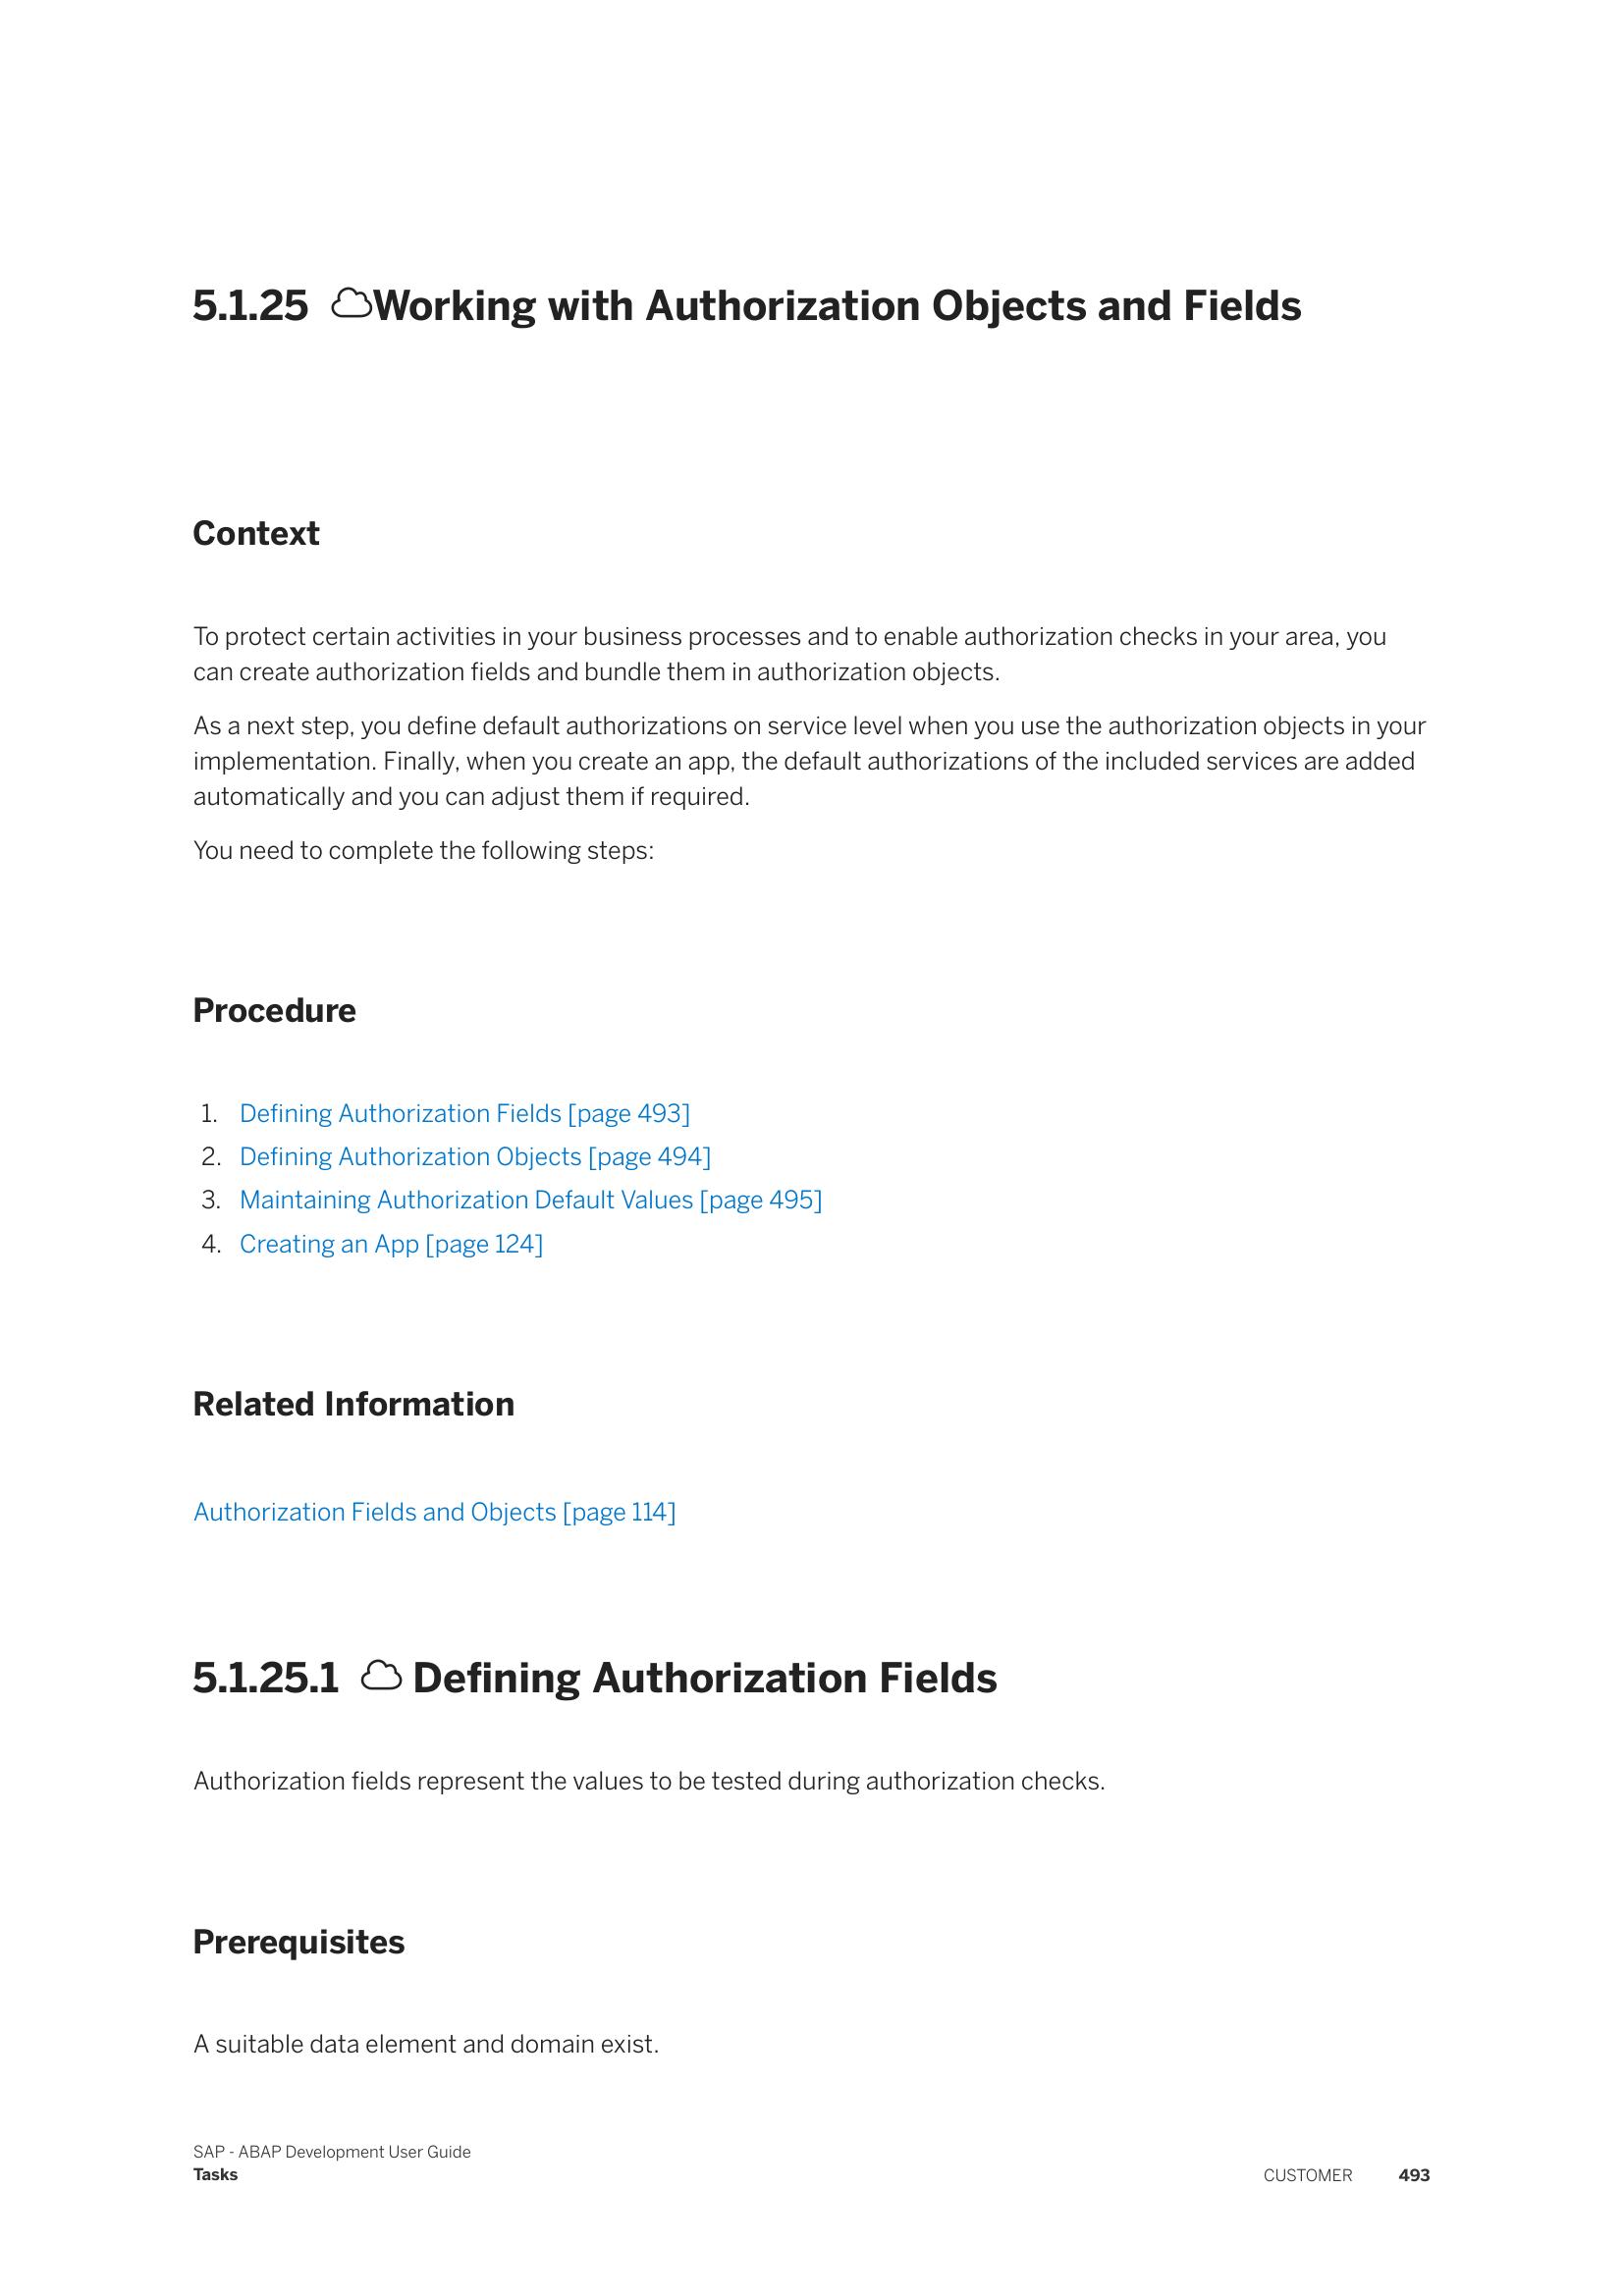 5.1.25 Working with Authorization Objects and Fields
Context
To protect certain activities in your business processes and to enable authorization checks in your area, you
can create authorization fields and bundle them in authorization objects.
As a next step, you define default authorizations on service level when you use the authorization objects in your
implementation. Finally, when you create an app, the default authorizations of the included services are added
automatically and you can adjust them if required.
You need to complete the following steps:
Procedure
1. Defining Authorization Fields [page 493]
2. Defining Authorization Objects [page 494]
3. Maintaining Authorization Default Values [page 495]
4. Creating an App [page 124]
Related Information
Authorization Fields and Objects [page 114]
5.1.25.1 Defining Authorization Fields
Authorization fields represent the values to be tested during authorization checks.
Prerequisites
A suitable data element and domain exist.
SAP - ABAP Development User Guide
Tasks
CUSTOMER 493